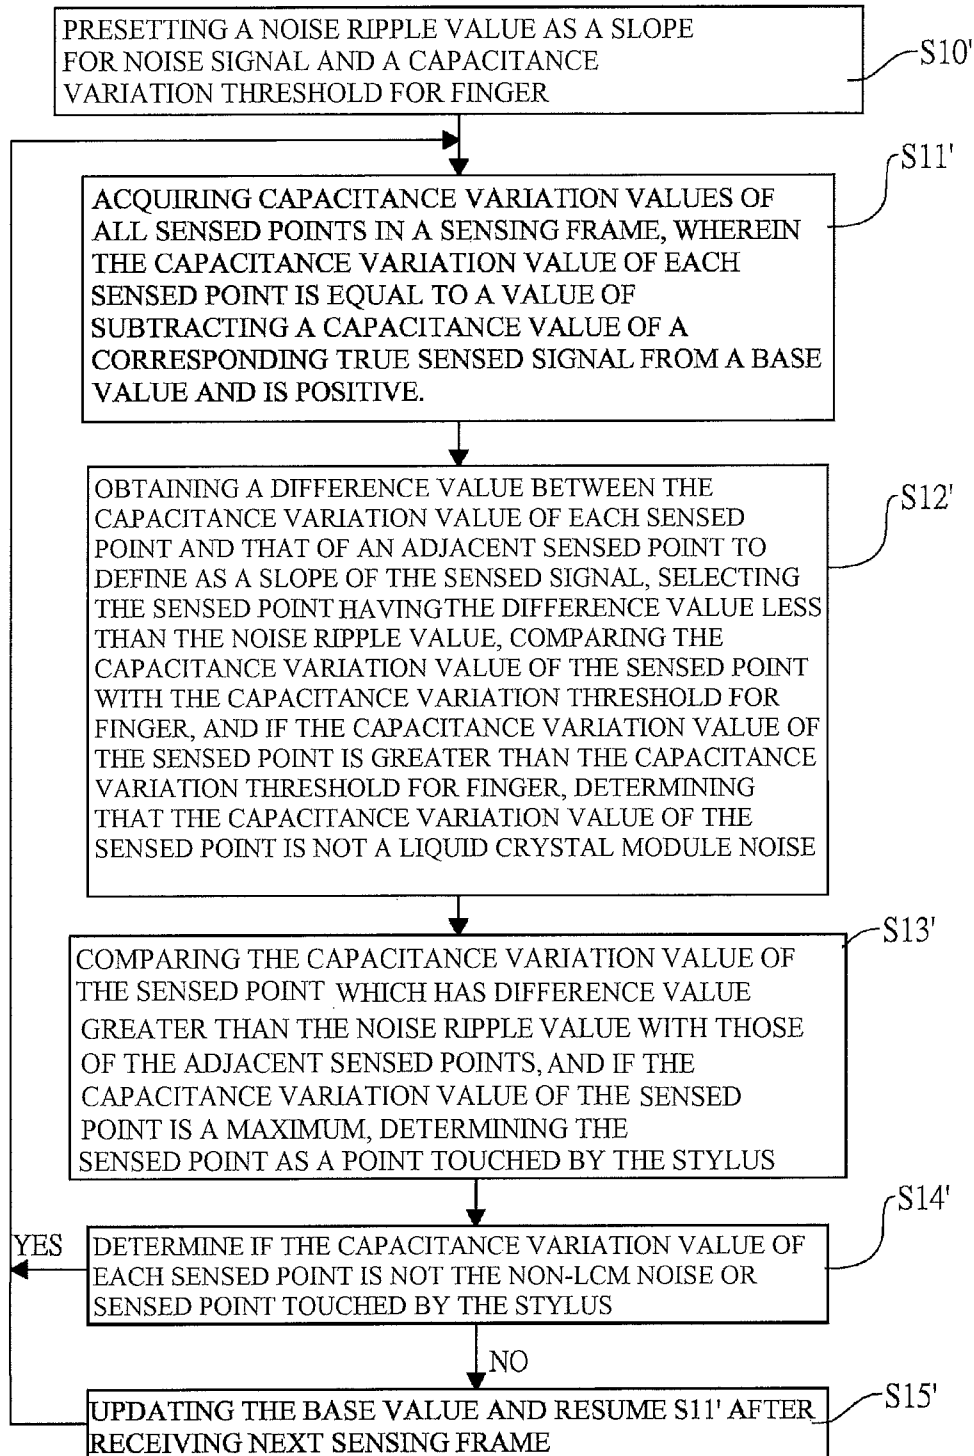 PRESETTING A NOISE RIPPLE VALUE AS A SLOPE
FOR NOISE SIGNAL AND A CAPACITANCE
VARIATION THRESHOLD FOR FINGER
S10'
S11'
ACQUIRING CAPACITANCE VARIATION VALUES OF
ALL SENSED POINTS IN A SENSING FRAME, WHEREIN
THE CAPACITANCE VARIATION VALUE OF EACH
SENSED POINT IS EQUAL TO A VALUE OF
SUBTRACTING A CAPACITANCE VALUE OF A
CORRESPONDING TRUE SENSED SIGNAL FROM A BASE
VALUE AND IS POSITIVE.
S12'
OBTAINING A DIFFERENCE VALUE BETWEEN THE
CAPACITANCE VARIATION VALUE OF EACH SENSED
POINT AND THAT OF AN ADJACENT SENSED POINT TO
DEFINE AS A SLOPE OF THE SENSED SIGNAL, SELECTING
THE SENSED POINT HAVING THE DIFFERENCE VALUE LESS
THAN THE NOISE RIPPLE VALUE, COMPARING THE
CAPACITANCE VARIATION VALUE OF THE SENSED POINT
WITH THE CAPACITANCE VARIATION THRESHOLD FOR
FINGER, AND IF THE CAPACITANCE VARIATION VALUE OF
THE SENSED POINT IS GREATER THAN THE CAPACITANCE
VARIATION THRESHOLD FOR FINGER, DETERMINING
THAT THE CAPACITANCE VARIATION VALUE OF THE
SENSED POINT IS NOT A LIQUID CRYSTAL MODULE NOISE
S13'
COMPARING THE CAPACITANCE VARIATION VALUE OF
THE SENSED POINT WHICH HAS DIFFERENCE VALUE
GREATER THAN THE NOISE RIPPLE VALUE WITH THOSE
OF THE ADJACENT SENSED POINTS, AND IF THE
CAPACITANCE VARIATION VALUE OF THE SENSED
POINT IS A MAXIMUM, DETERMINING THE
SENSED POINT AS A POINT TOUCHED BY THE STYLUS
S14'
YES
DETERMINE IF THE CAPACITANCE VARIATION VALUE OF
EACH SENSED POINT IS NOT THE NON-LCM NOISE OR
SENSED POINT TOUCHED BY THE STYLUS
NO
S15'
UPDATING THE BASE VALUE AND RESUME S11' AFTER
RECEIVING NEXT SENSING FRAME